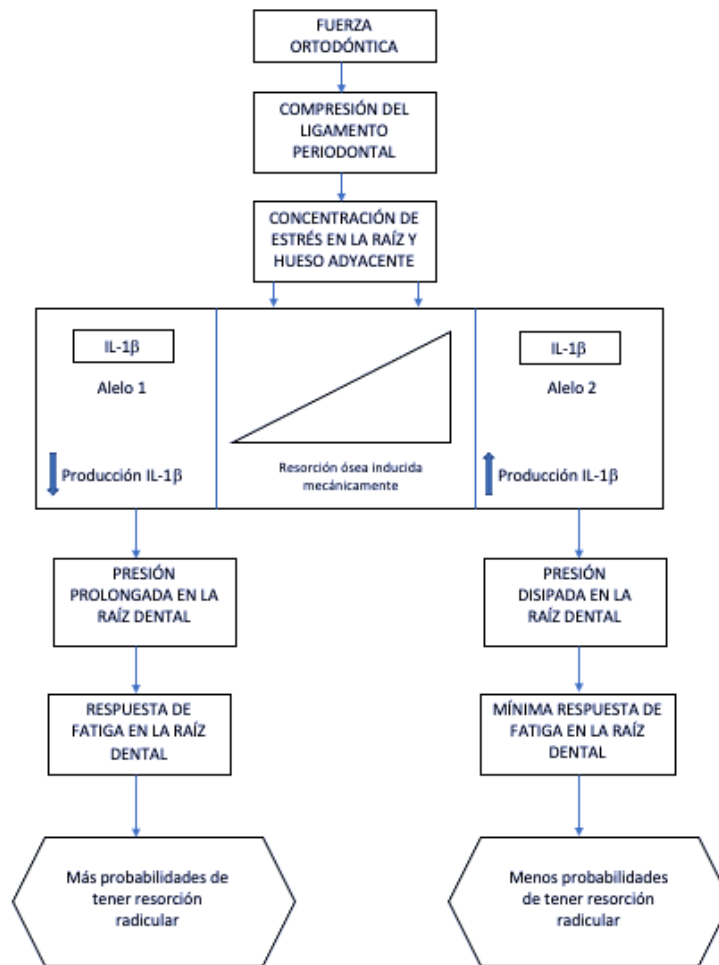 FUERZA
ORTODÓNTICA
COMPRESIÓN DEL
LIGAMENTO
PERIODONTAL
CONCENTRACIÓN DE
ESTRÉS EN LA RAÍZ Y
HUESO ADYACENTE
IL-1β
Alelo 1
Producción IL-1β
Resorción ósea inducida
mecánicamente
IL-1β
Alelo 2
Producción IL-1β
PRESIÓN
PROLONGADA EN LA
RAÍZ DENTAL
PRESIÓN
DISIPADA EN LA
RAÍZ DENTAL
RESPUESTA DE
FATIGA EN LA RAÍZ
DENTAL
MÍNIMA RESPUESTA DE
FATIGA EN LA RAÍZ
DENTAL
Más probabilidades de
tener resorción
radicular
Menos probabilidades
de tener resorción
radicular